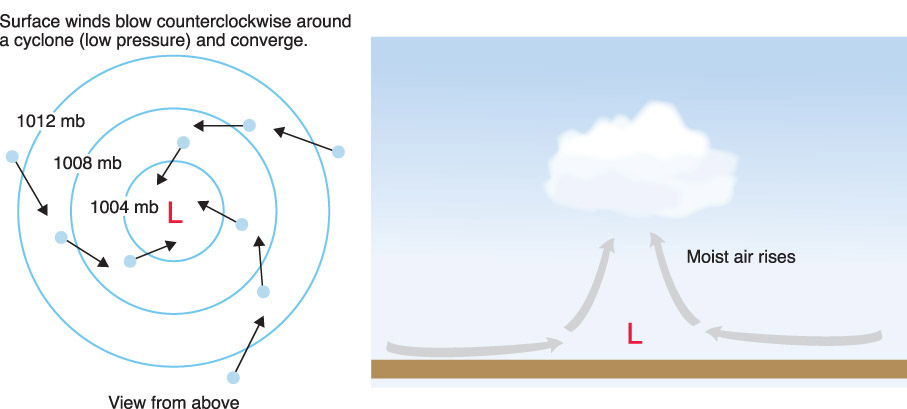 Surface winds blow counterclockwise around
a cyclone (low pressure) and converge.
1012 mb
1008 mb
1004 mb
L
View from above
Moist air rises
L